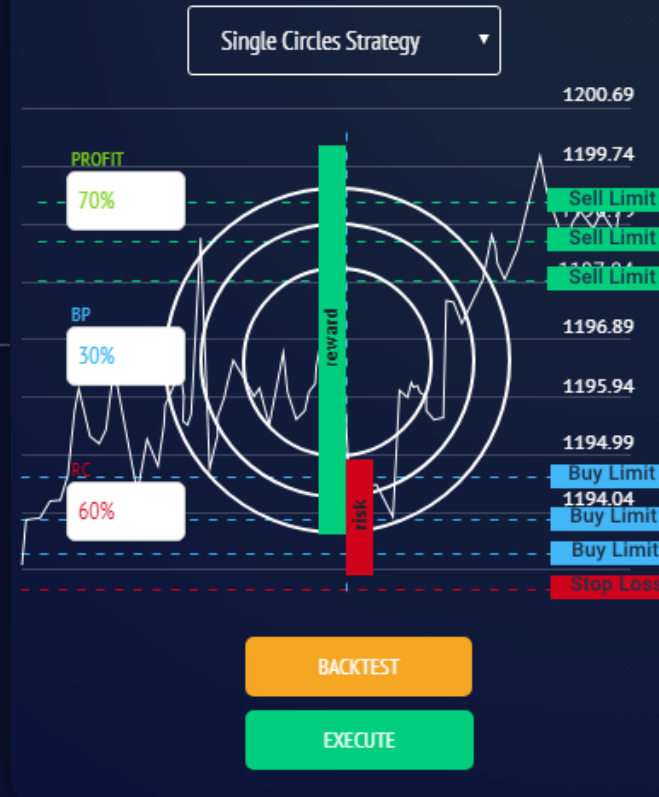 Single Circles Strategy
1200.69
PROFIT
1199.74
70%
Sell Limit
Sell Limit
Sell Limit
BP
reward
1196.89
30%
1195.94
1194.99
RC
Buy Limit
1194.04
60%
risk
Buy Limit
Buy Limit
Stop Loss
BACKTEST
EXECUTE